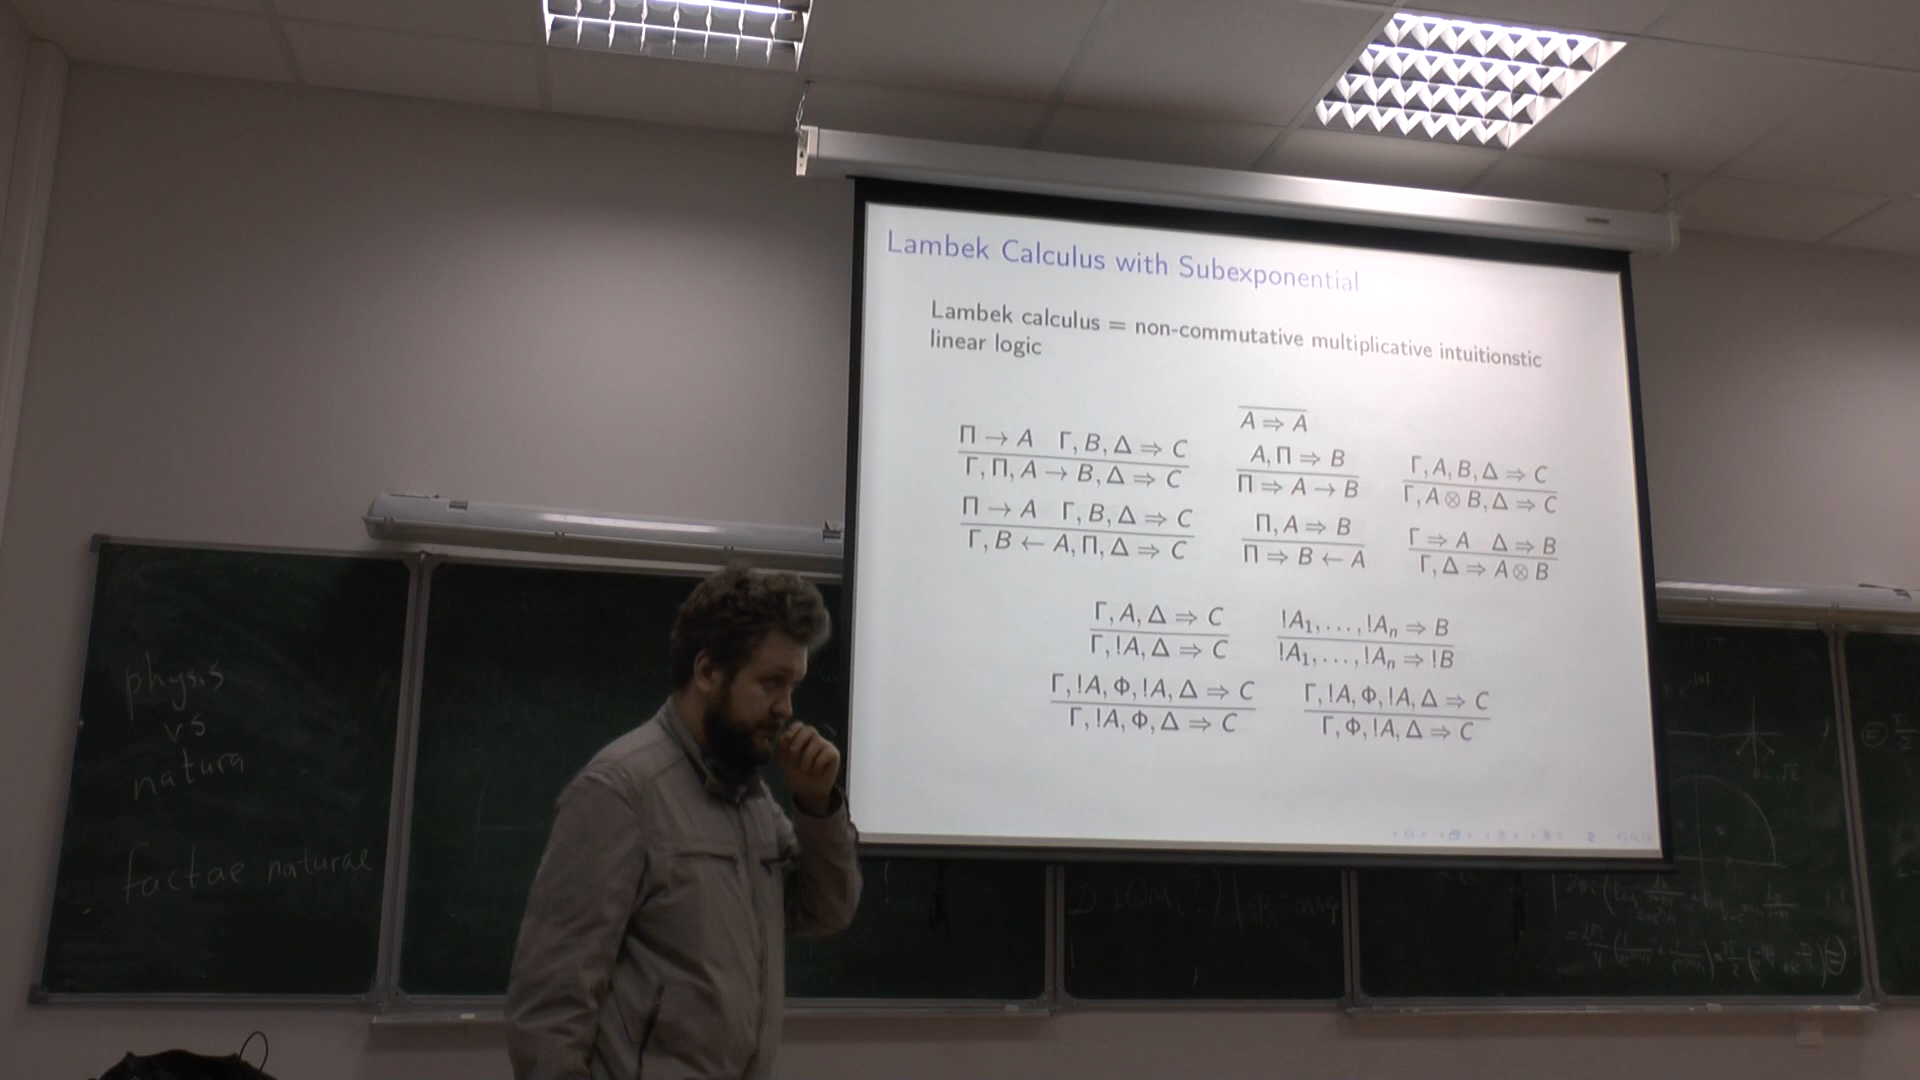 Lambek Calculus with Subexponential
Lambek calculus = non-commutative multiplicative intuitionstic
linear logic
A ⇒ A
Π → A   Γ, B, Δ ⇒ C
Γ, Π, A → B, Δ ⇒ C
A, Π ⇒ B
Π ⇒ A → B
Γ, A, B, Δ ⇒ C
Γ, A ⊗ B, Δ ⇒ C
Π → A   Γ, B, Δ ⇒ C
Γ, B ← A, Π, Δ ⇒ C
Π, A ⇒ B
Π ⇒ B ← A
Γ ⇒ A   Δ ⇒ B
Γ, Δ ⇒ A ⊗ B
Γ, A, Δ ⇒ C
Γ, !A, Δ ⇒ C
!A₁, . . . , !Aₙ ⇒ B
!A₁, . . . , !Aₙ ⇒ !B
Γ, !A, Φ, !A, Δ ⇒ C
Γ, !A, Φ, Δ ⇒ C
Γ, !A, Φ, !A, Δ ⇒ C
Γ, Φ, !A, Δ ⇒ C
physis
vs
natura
factae naturae